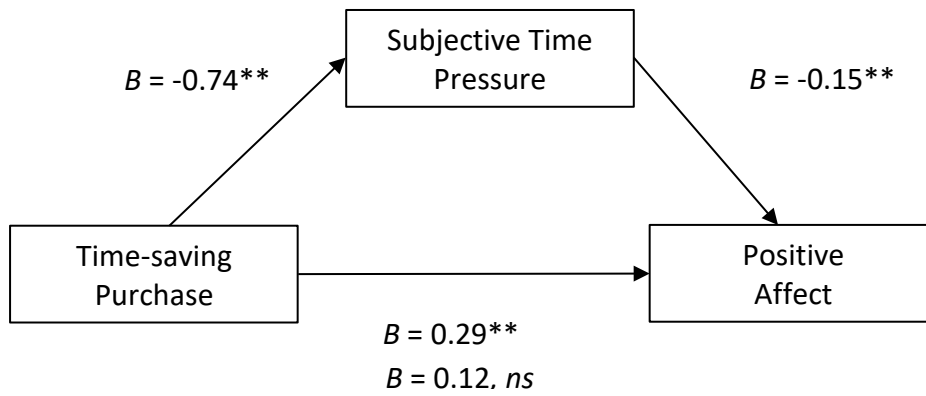 Subjective Time
Pressure
B = -0.74**
B = -0.15**
Time-saving
Purchase
Positive
Affect
B = 0.29**
B = 0.12, ns